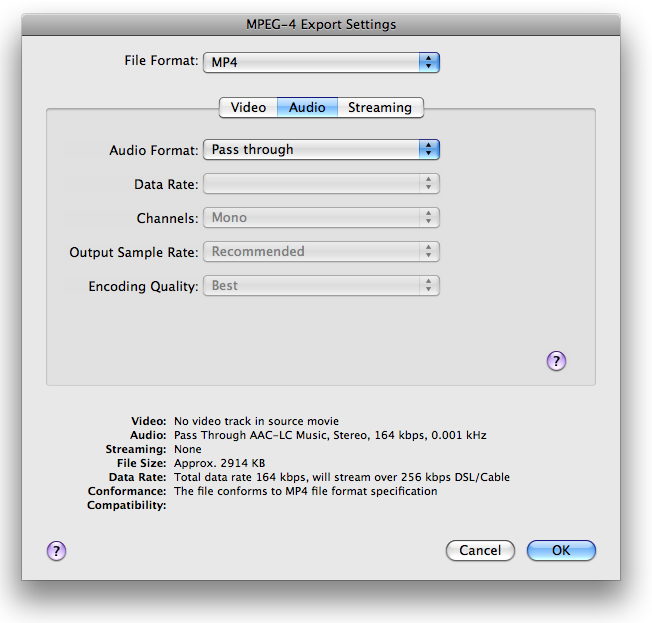 MPEG-4 Export Settings
File Format: MP4
Video Audio Streaming
Audio Format: Pass through
Data Rate:
Channels: Mono
Output Sample Rate: Recommended
Encoding Quality: Best
?
Video: No video track in source movie
Audio: Pass Through AAC-LC Music, Stereo, 164 kbps, 0.001 kHz
Streaming: None
File Size: Approx. 2914 KB
Data Rate: Total data rate 164 kbps, will stream over 256 kbps DSL/Cable
Conformance: The file conforms to MP4 file format specification
Compatibility:
? Cancel OK